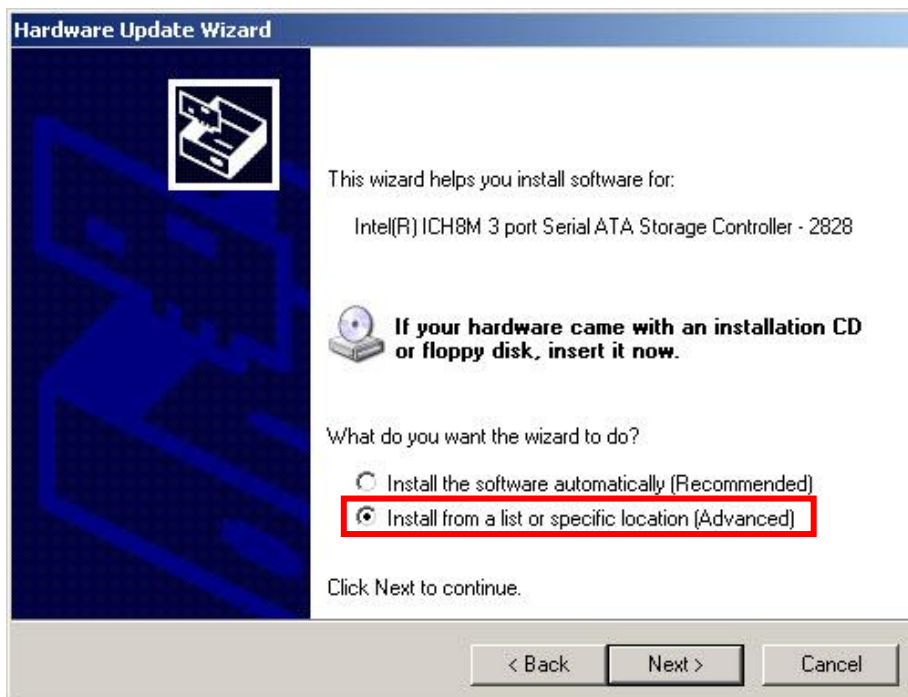 Hardware Update Wizard
This wizard helps you install software for:
Intel(R) ICH8M 3 port Serial ATA Storage Controller - 2828
If your hardware came with an installation CD
or floppy disk, insert it now.
What do you want the wizard to do?
Install the software automatically (Recommended)
Install from a list or specific location (Advanced)
Click Next to continue.
< Back
Next >
Cancel